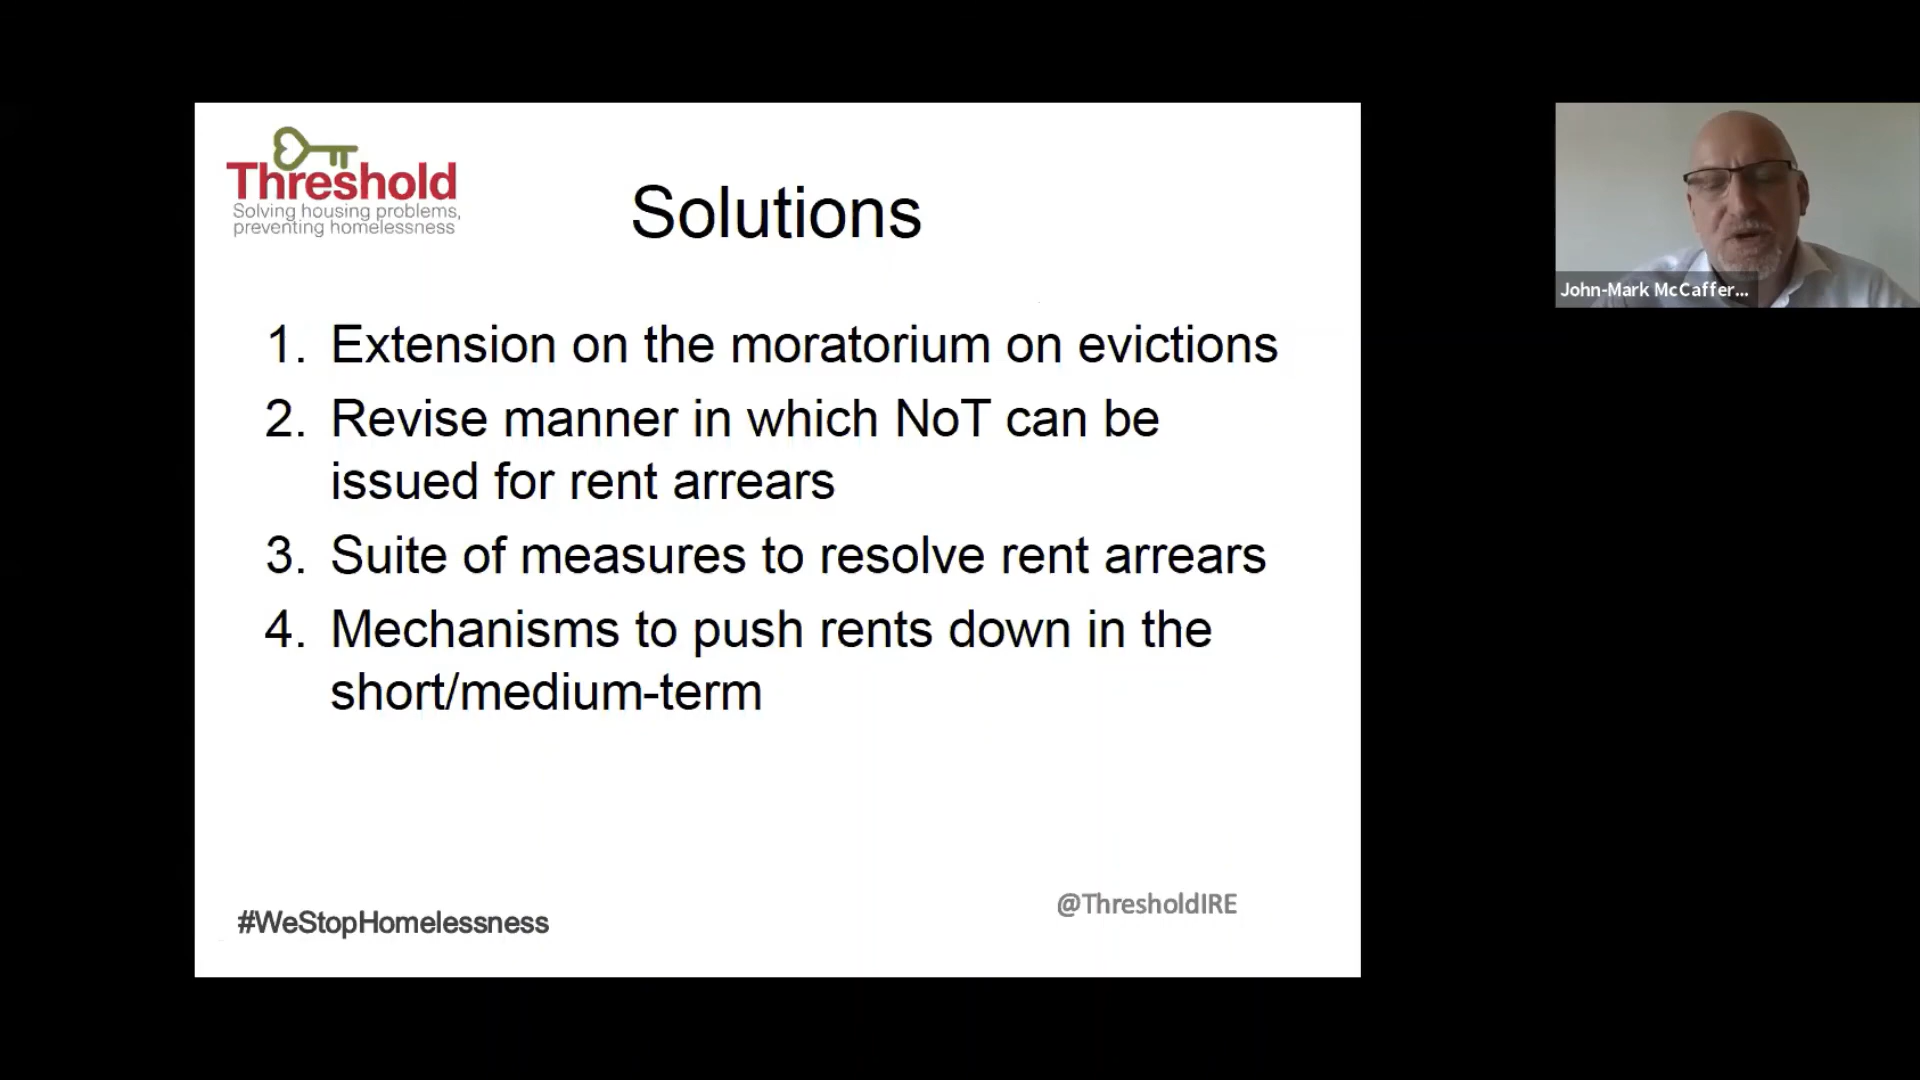 Threshold
Solving housing problems,
preventing homelessness
Solutions
1. Extension on the moratorium on evictions
2. Revise manner in which NoT can be
issued for rent arrears
3. Suite of measures to resolve rent arrears
4. Mechanisms to push rents down in the
short/medium-term
#WeStopHomelessness
@ThresholdIRE
John-Mark McCaffer...